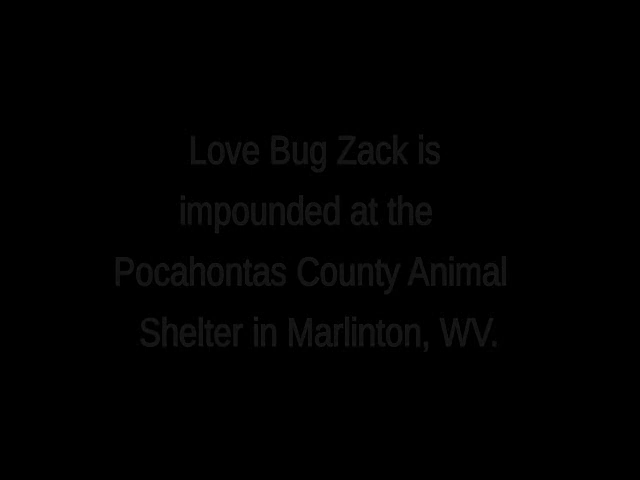 Love Bug Zack is
impounded at the
Pocahontas County Animal
Shelter in Marlinton, WV.